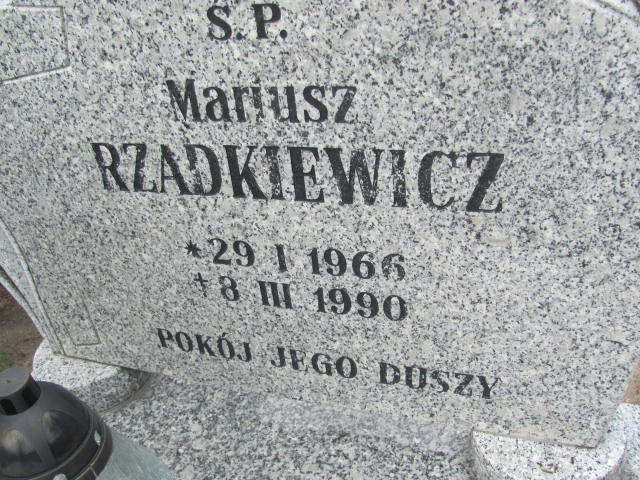 Ś.P.
Mariusz
RZADKIEWICZ
*29 I 1966
+8 III 1990
POKÓJ JEGO DUSZY